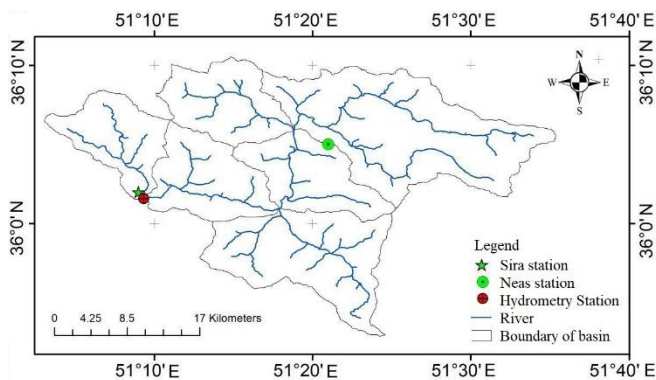 51°10'E 51°20'E 51°30'E 51°40'E
36°10'N 36°10'N
N
W E
S
36°0'N 36°0'N
Legend
Sira station
Neas station
Hydrometry Station
River
Boundary of basin
0 4.25 8.5 17 Kilometers
51°10'E 51°20'E 51°30'E 51°40'E